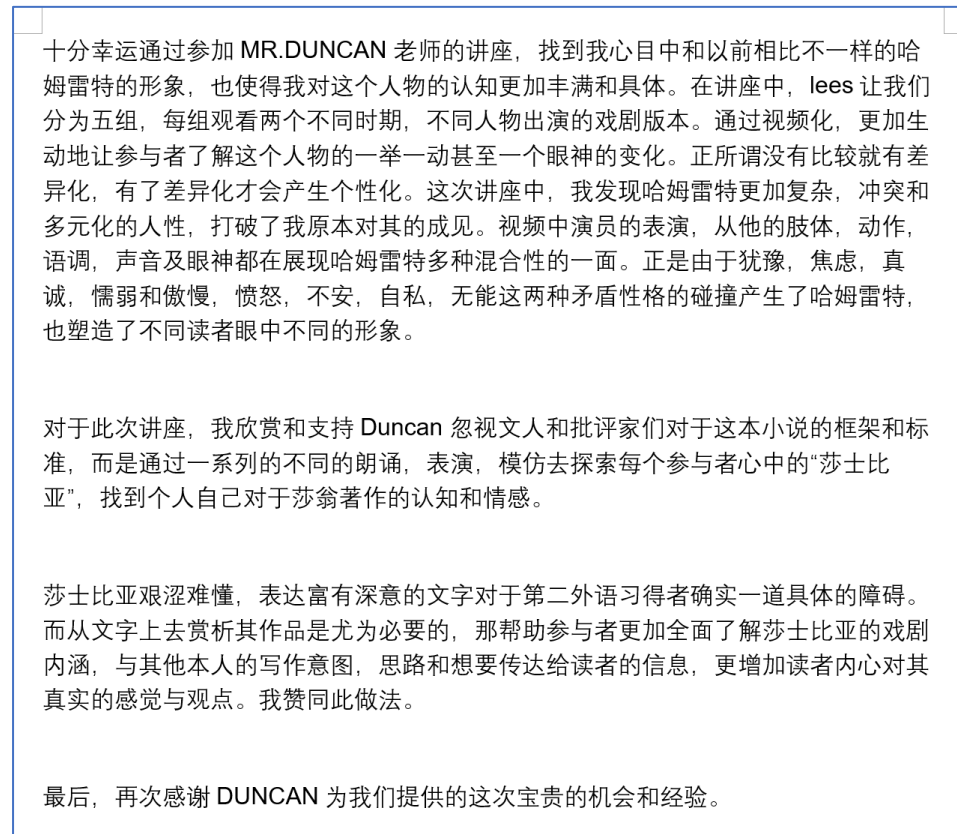 十分幸运通过参加 MR.DUNCAN 老师的讲座，找到我心目中和以前相比不一样的哈
姆雷特的形象，也使得我对这个人物的认知更加丰满和具体。在讲座中，lees 让我们
分为五组，每组观看两个不同时期，不同人物出演的戏剧版本。通过视频化，更加生
动地让参与者了解这个人物的一举一动甚至一个眼神的变化。正所谓没有比较就有差
异化，有了差异化才会产生个性化。这次讲座中，我发现哈姆雷特更加复杂，冲突和
多元化的人性，打破了我原本对其的成见。视频中演员的表演，从他的肢体，动作，
语调，声音及眼神都在展现哈姆雷特多种混合性的一面。正是由于犹豫，焦虑，真
诚，懦弱和傲慢，愤怒，不安，自私，无能这两种矛盾性格的碰撞产生了哈姆雷特，
也塑造了不同读者眼中不同的形象。
对于此次讲座，我欣赏和支持 Duncan 忽视文人和批评家们对于这本小说的框架和标
准，而是通过一系列的不同的朗诵，表演，模仿去探索每个参与者心中的“莎士比
亚”，找到个人自己对于莎翁著作的认知和情感。
莎士比亚艰涩难懂，表达富有深意的文字对于第二外语习得者确实一道具体的障碍。
而从文字上去赏析其作品是尤为必要的，那帮助参与者更加全面了解莎士比亚的戏剧
内涵，与其他本人的写作意图，思路和想要传达给读者的信息，更增加读者内心对其
真实的感觉与观点。我赞同此做法。
最后，再次感谢 DUNCAN 为我们提供的这次宝贵的机会和经验。